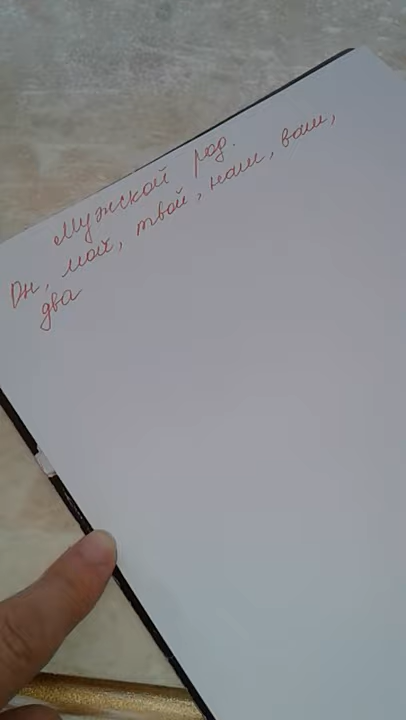 Мужской род.
Он, мой, твой, наш, ваш,
два